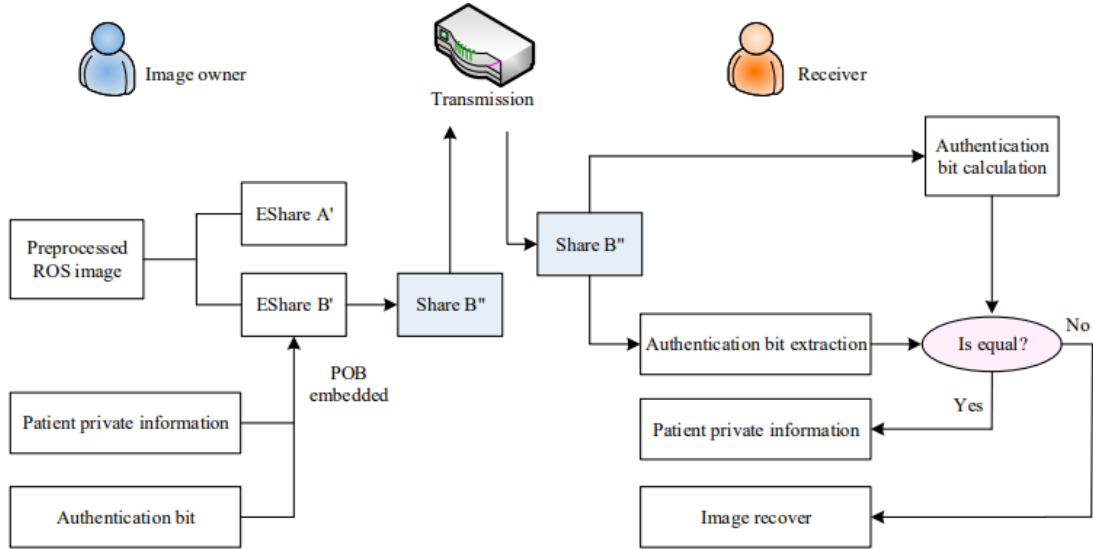 Image owner
Transmission
Receiver
Authentication
bit calculation
EShare A'
Preprocessed
ROS image
EShare B'
Share B"
Share B"
POB
embedded
Authentication bit extraction
Is equal?
No
Yes
Patient private information
Patient private information
Authentication bit
Image recover